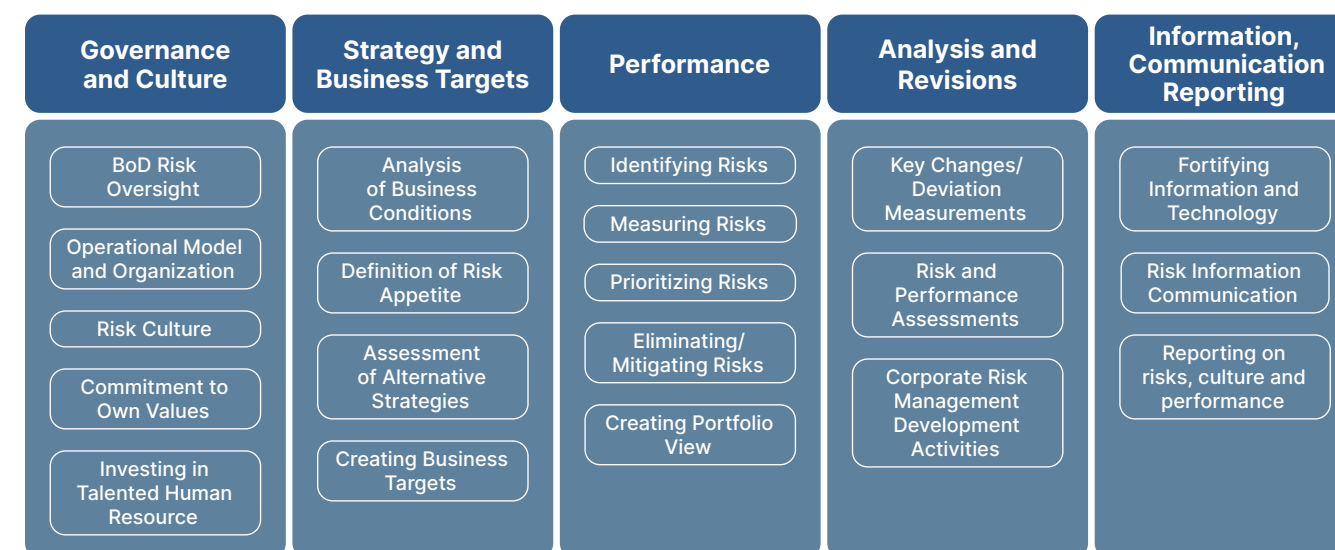 Governance
and Culture
BoD Risk
Oversight
Operational Model
and Organization
Risk Culture
Commitment to
Own Values
Investing in
Talented Human
Resource
Strategy and
Business Targets
Analysis
of Business
Conditions
Definition of Risk
Appetite
Assessment
of Alternative
Strategies
Creating Business
Targets
Performance
Identifying Risks
Measuring Risks
Prioritizing Risks
Eliminating/
Mitigating Risks
Creating Portfolio
View
Analysis and
Revisions
Key Changes/
Deviation
Measurements
Risk and
Performance
Assessments
Corporate Risk
Management
Development
Activities
Information,
Communication
Reporting
Fortifying
Information and
Technology
Risk Information
Communication
Reporting on
risks, culture and
performance